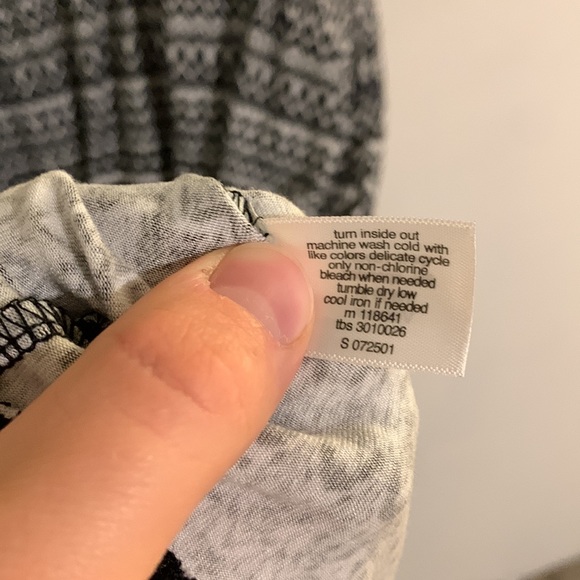 turn inside out
machine wash cold with
like colors delicate cycle
only non-chlorine
bleach when needed
tumble dry low
cool iron if needed
m 118641
tbs 3010026
S 072501